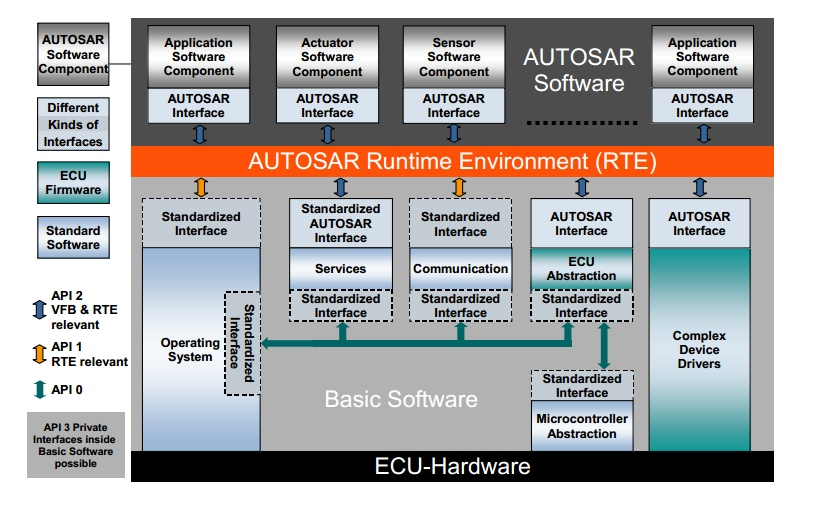 AUTOSAR
Software
Component
Different
Kinds of
Interfaces
ECU
Firmware
Standard
Software
API 2
VFB & RTE
relevant
API 1
RTE relevant
API 0
API 3 Private
Interfaces inside
Basic Software
possible
Application
Software
Component
AUTOSAR
Interface
Actuator
Software
Component
AUTOSAR
Interface
Sensor
Software
Component
AUTOSAR
Interface
AUTOSAR
Software
Application
Software
Component
AUTOSAR
Interface
AUTOSAR Runtime Environment (RTE)
Standardized
Interface
Operating
System
Standardized
Interface
Standardized
AUTOSAR
Interface
Services
Standardized
Interface
Standardized
Interface
Communication
Standardized
Interface
AUTOSAR
Interface
ECU
Abstraction
Standardized
Interface
Standardized
Interface
Microcontroller
Abstraction
AUTOSAR
Interface
Complex
Device
Drivers
Basic Software
ECU-Hardware